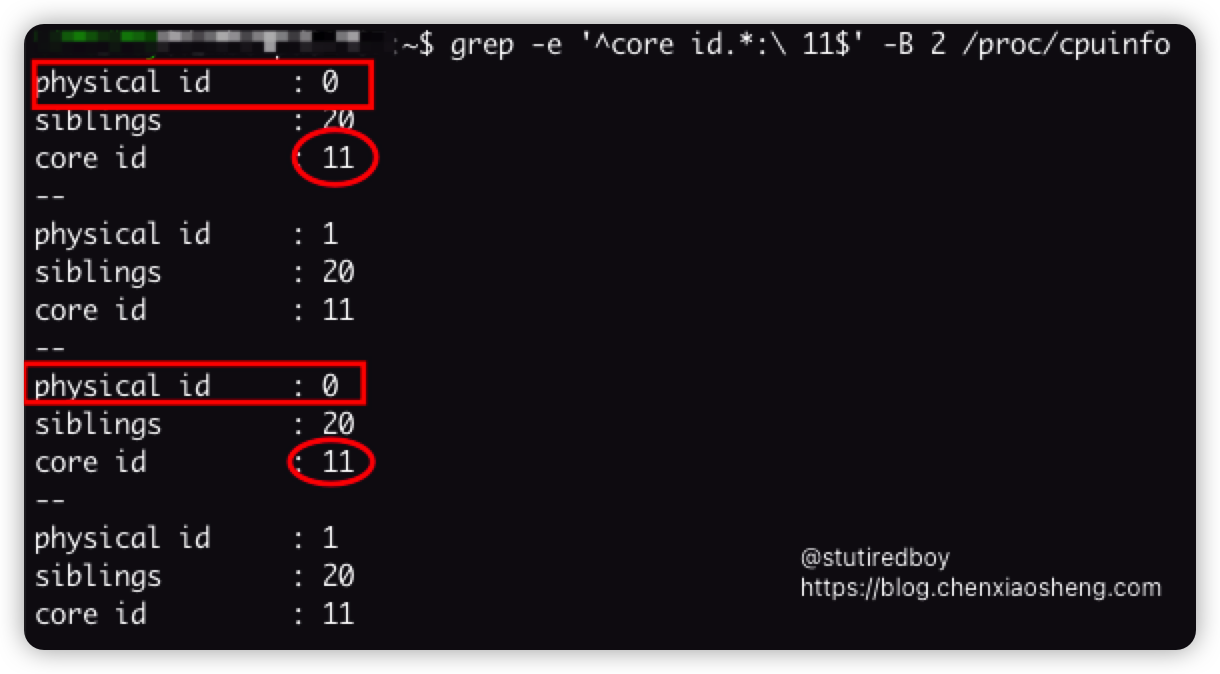 :~$ grep -e '^core id.*:\ 11$' -B 2 /proc/cpuinfo
physical id : 0
siblings : 20
core id : 11
--
physical id : 1
siblings : 20
core id : 11
--
physical id : 0
siblings : 20
core id : 11
--
physical id : 1
siblings : 20
core id : 11
@stutiredboy
https://blog.chenxiaosheng.com